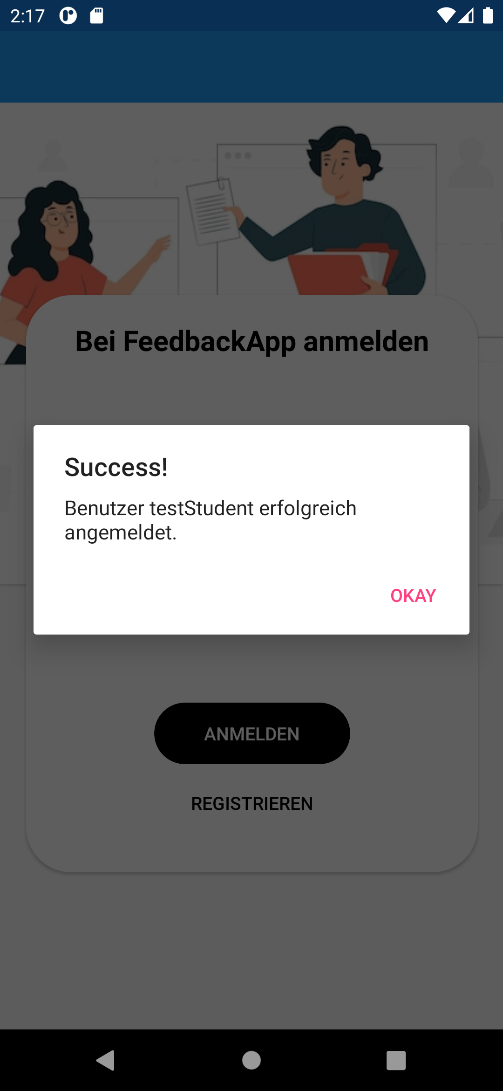 2:17
Bei FeedbackApp anmelden
Success!
Benutzer testStudent erfolgreich
angemeldet.
OKAY
ANMELDEN
REGISTRIEREN